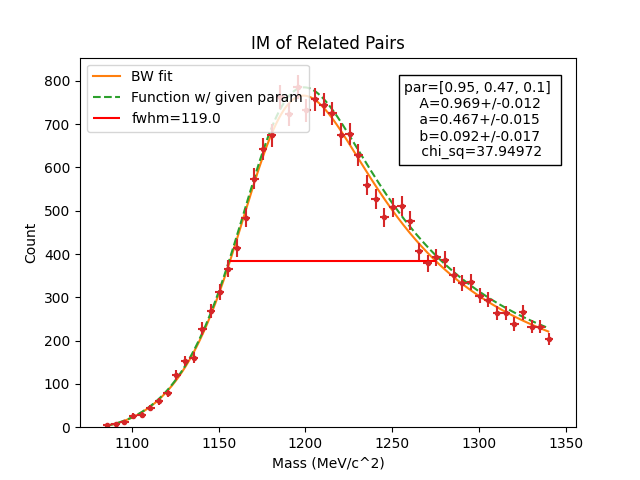 IM of Related Pairs
BW fit
Function w/ given param
fwhm=119.0
par=[0.95, 0.47, 0.1]
A=0.969+/-0.012
a=0.467+/-0.015
b=0.092+/-0.017
chi_sq=37.94972
Count
800
700
600
500
400
300
200
100
0
1100 1150 1200 1250 1300 1350
Mass (MeV/c^2)